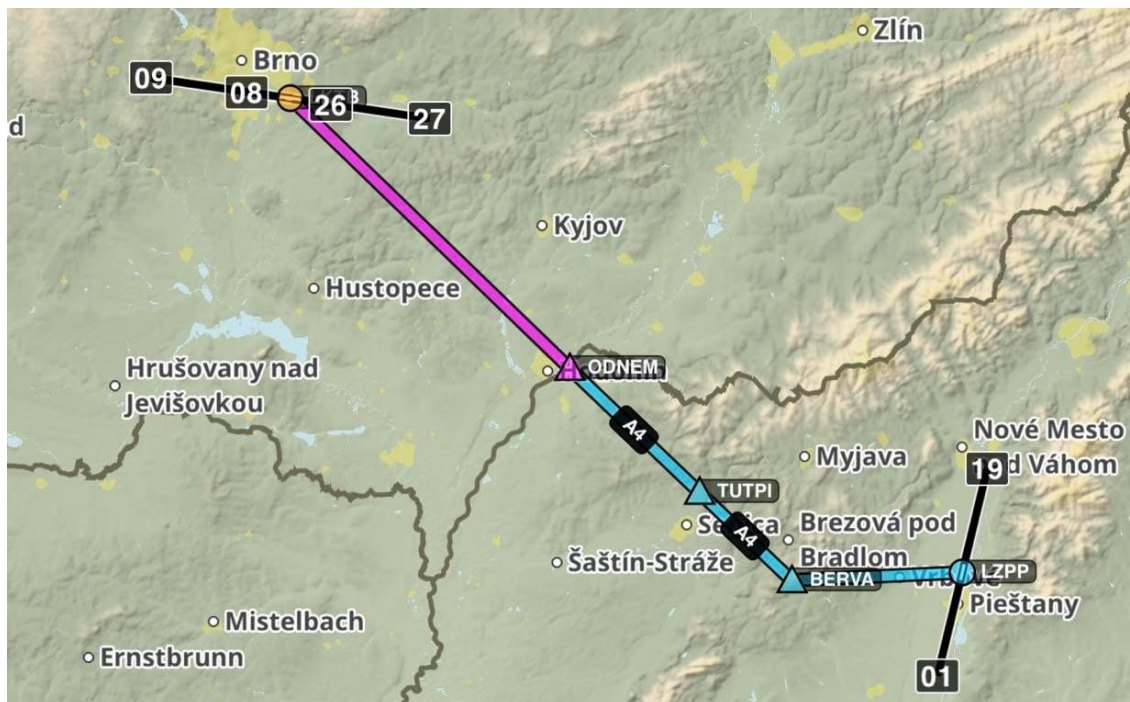 Zlín
Brno
09
08
26
27
d
Kyjov
Hustopece
ODNEM
Hrušovany nad
Jevišovkou
A4
Nové Mesto
Myjava
d Váhom
19
TUTPI
Brezová pod
Bradlom
A4
Šaštín-Stráže
LZPP
BERVA
Pieštany
Mistelbach
Ernstbrunn
01